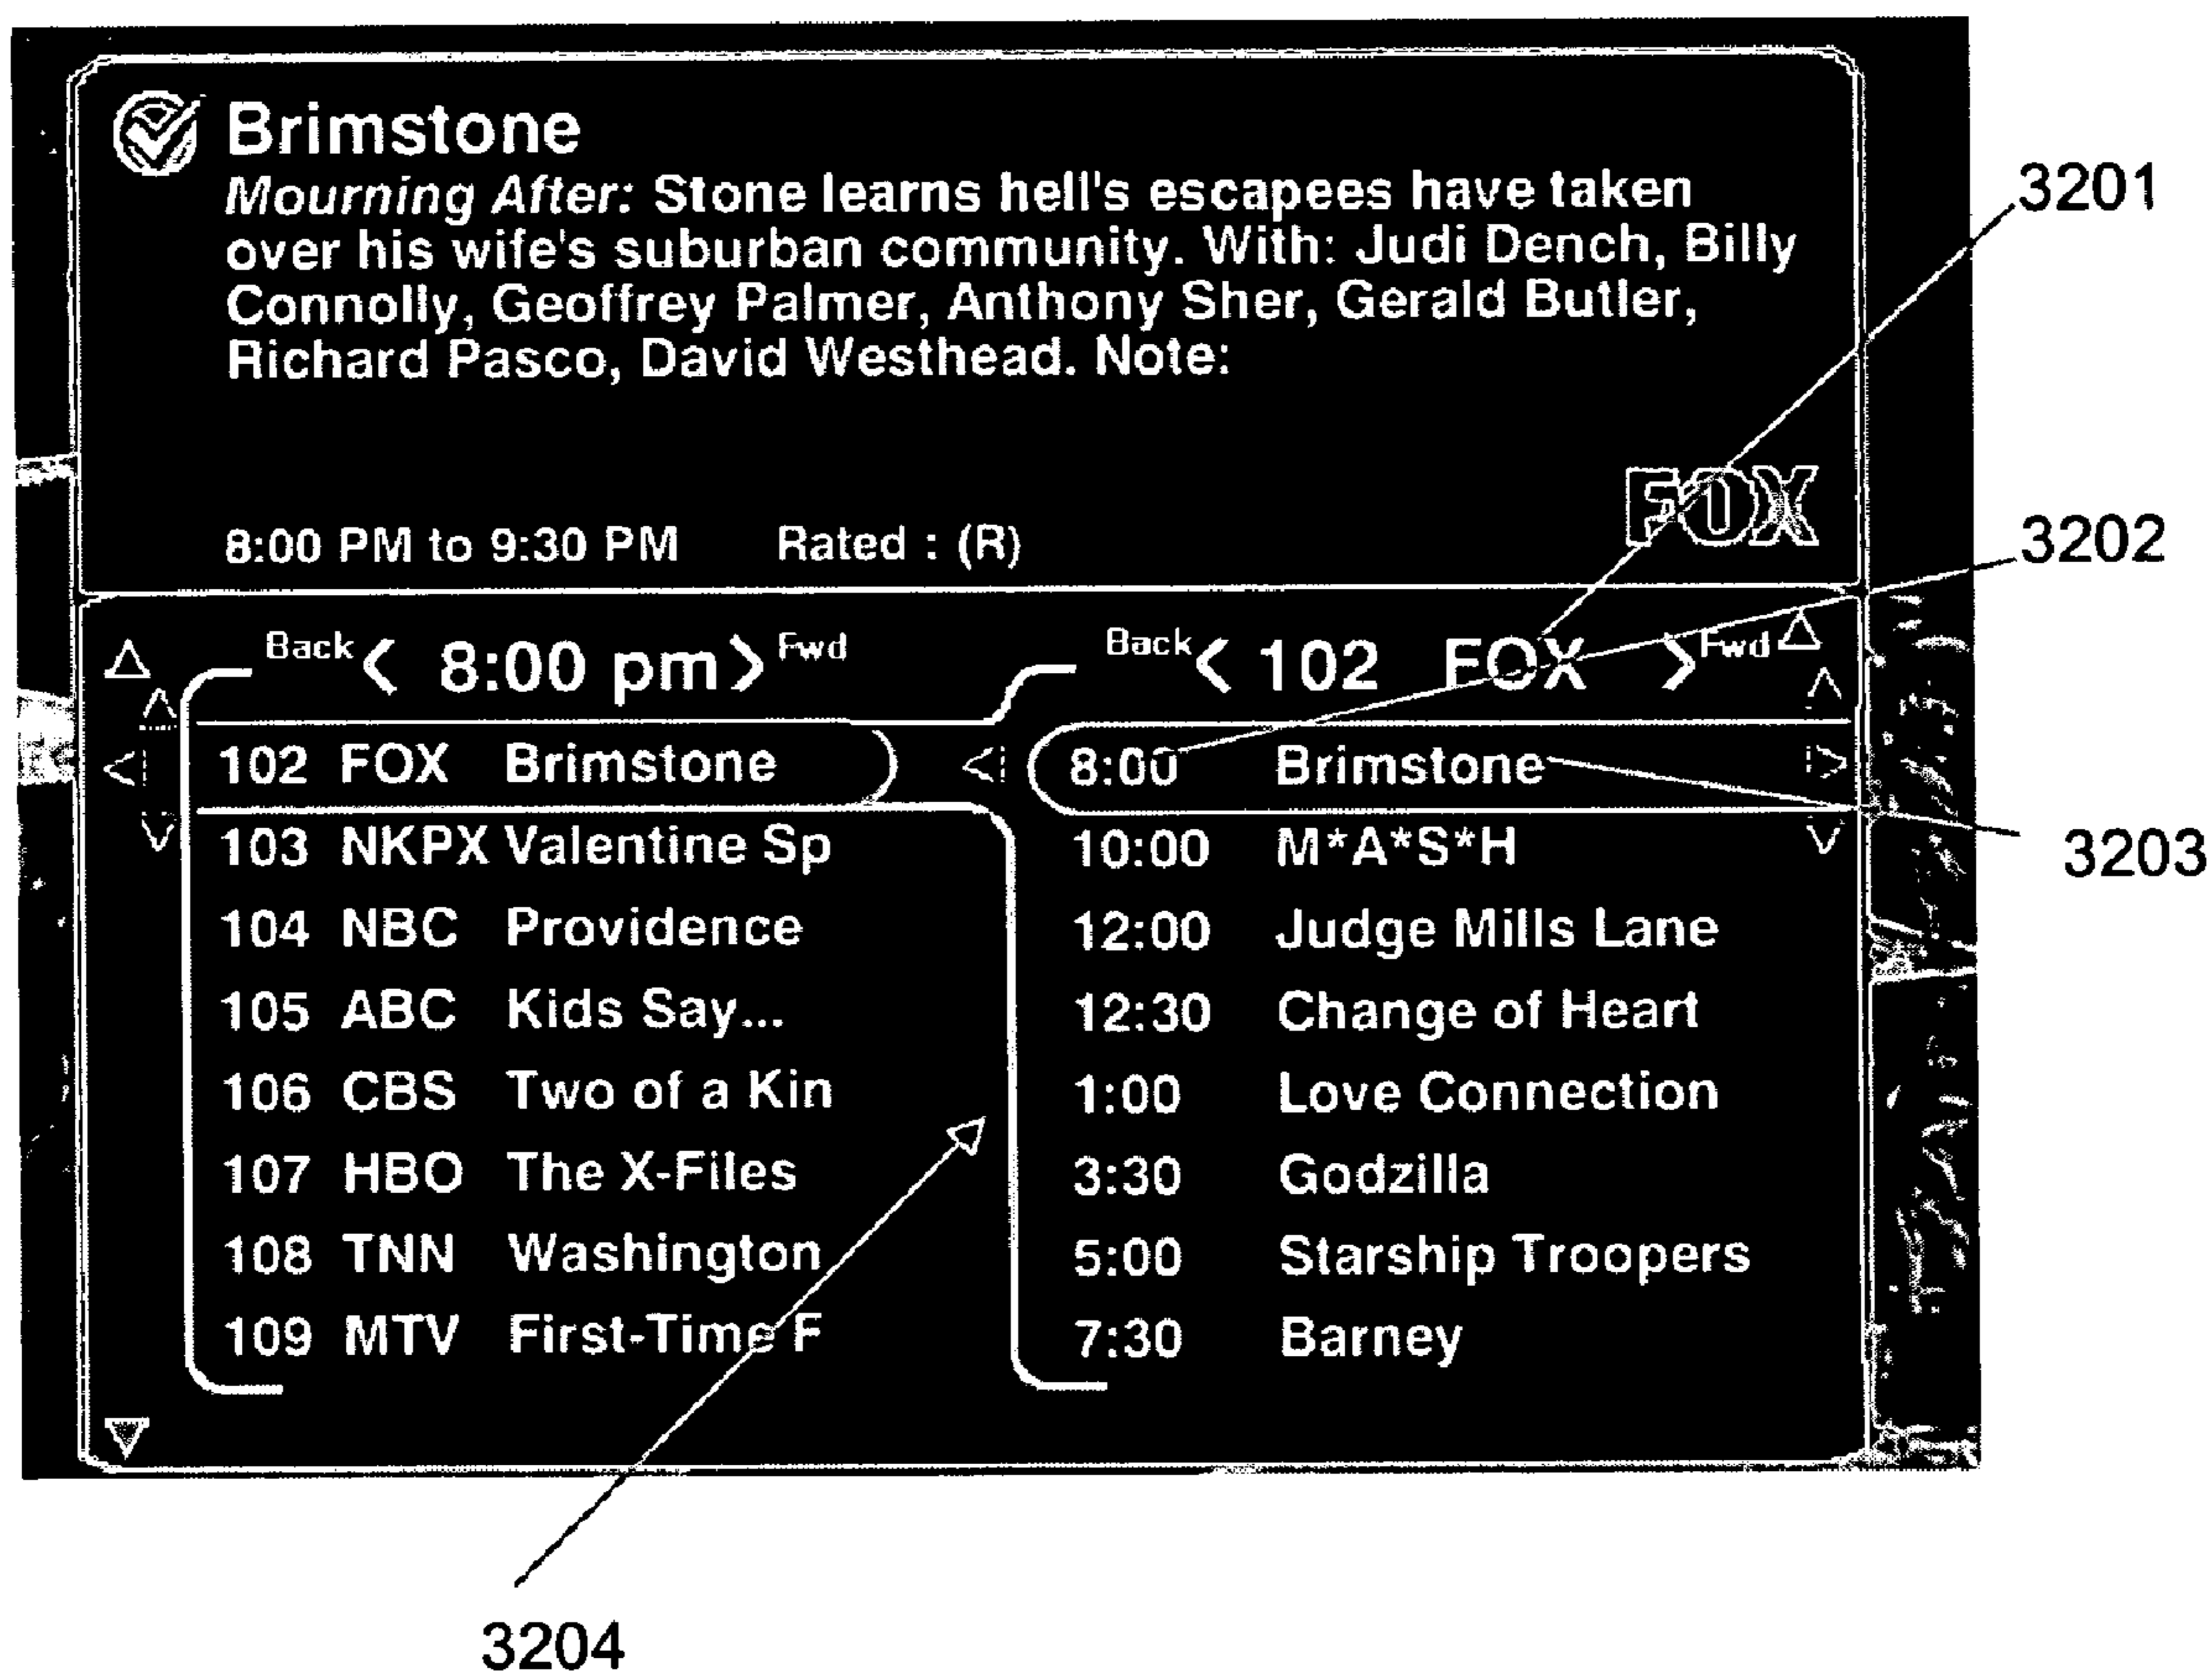 Brimstone
Mourning After: Stone learns hell's escapees have taken
over his wife's suburban community. With: Judi Dench, Billy
Connolly, Geoffrey Palmer, Anthony Sher, Gerald Butler,
Richard Pasco, David Westhead. Note:
FOX
8:00 PM to 9:30 PM Rated : (R)
Back < 8:00 pm > Fwd
102 FOX Brimstone
103 NKPX Valentine Sp
104 NBC Providence
105 ABC Kids Say...
106 CBS Two of a Kin
107 HBO The X-Files
108 TNN Washington
109 MTV First-Time F
Back < 102 FOX > Fwd
8:00 Brimstone
10:00 M*A*S*H
12:00 Judge Mills Lane
12:30 Change of Heart
1:00 Love Connection
3:30 Godzilla
5:00 Starship Troopers
7:30 Barney
3201
3202
3203
3204